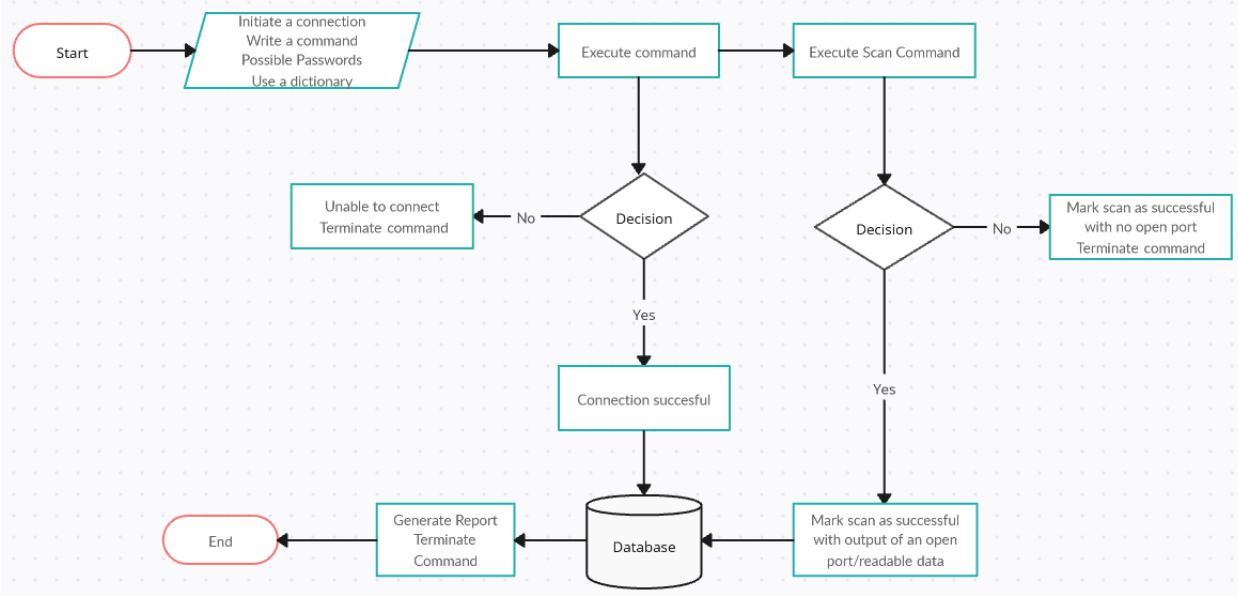 Start
Initiate a connection
Write a command
Possible Passwords
Use a dictionary
Execute command
Execute Scan Command
Unable to connect
Terminate command
No
Decision
Decision
No
Mark scan as successful
with no open port
Terminate command
Yes
Yes
Connection succesful
End
Generate Report
Terminate
Command
Database
Mark scan as successful
with output of an open
port/readable data